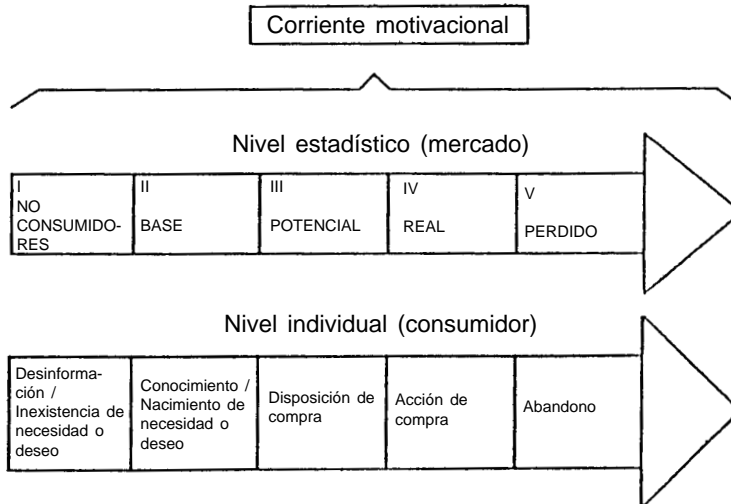 Corriente motivacional
Nivel estadístico (mercado)
I
NO
CONSUMIDO-
RES
II
BASE
III
POTENCIAL
IV
REAL
V
PERDIDO
Nivel individual (consumidor)
Desinforma-
ción /
Inexistencia de
necesidad o
deseo
Conocimiento /
Nacimiento de
necesidad o
deseo
Disposición de
compra
Acción de
compra
Abandono